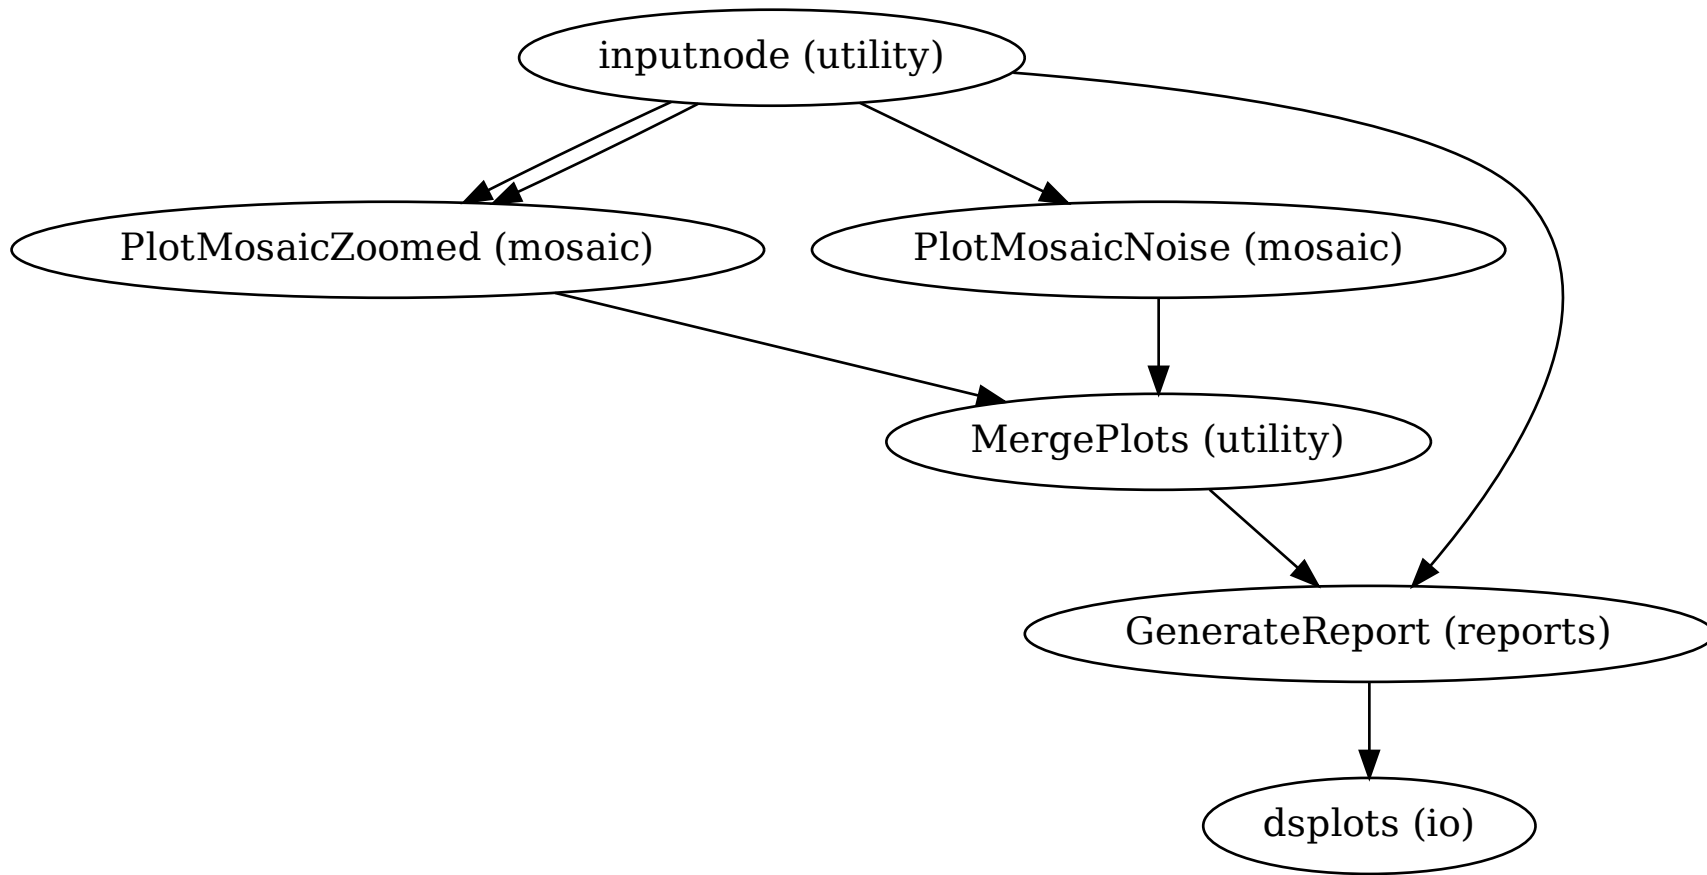 inputnode (utility)
PlotMosaicZoomed (mosaic)
PlotMosaicNoise (mosaic)
MergePlots (utility)
GenerateReport (reports)
dsplots (io)